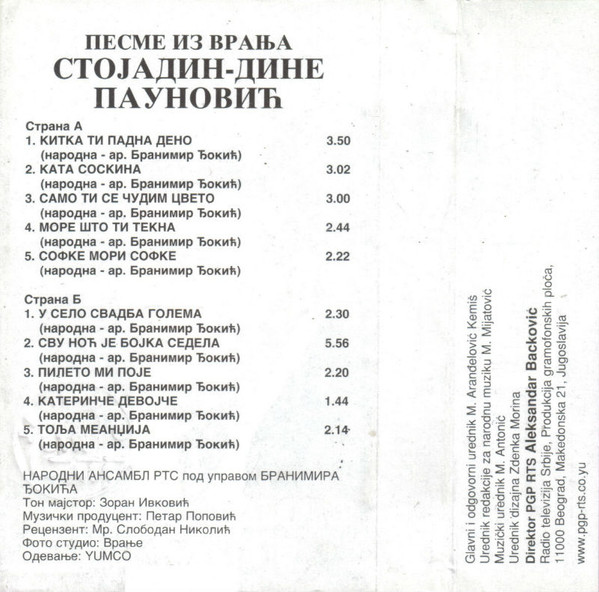 ПЕСМЕ ИЗ ВРАЊА
СТОЈАДИН-ДИНЕ
ПАУНОВИЋ
Страна А
1. КИТКА ТИ ПАДНА ДЕНО 3.50
(народна - ар. Бранимир Ђокић)
2. КАТА СОСКИНА 3.02
(народна - ар. Бранимир Ђокић)
3. САМО ТИ СЕ ЧУДИМ ЦВЕТО 3.00
(народна - ар. Бранимир Ђокић)
4. МОРЕ ШТО ТИ ТЕКНА 2.44
(народна - ар. Бранимир Ђокић)
5. СОФКЕ МОРИ СОФКЕ 2.22
(народна - ар. Бранимир Ђокић)
Страна Б
1. У СЕЛО СВАДБА ГОЛЕМА 2.30
(народна - ар. Бранимир Ђокић)
2. СВУ НОЋ ЈЕ БОЈКА СЕДЕЛА 5.56
(народна - ар. Бранимир Ђокић)
3. ПИЛЕТО МИ ПОЈЕ 2.20
(народна - ар. Бранимир Ђокић)
4. КАТЕРИНЧЕ ДЕВОЈЧЕ 1.44
(народна - ар. Бранимир Ђокић)
5. ТОЉА МЕАНЏИЈА 2.14
(народна - ар. Бранимир Ђокић)
НАРОДНИ АНСАМБЛ РТС под управом БРАНИМИРА
ЂОКИЋА
Тон мајстор: Зоран Ивковић
Музички продуцент: Петар Поповић
Рецензент: Мр. Слободан Николић
Фото студио: Врање
Одевање: YUMCO
Glavni i odgovorni urednik M. Aranđelović Kemiš
Urednik redakcije za narodnu muziku M. Mijatović
Muzički urednik M. Antonić
Urednik dizajna Zdenka Morina
Direktor PGP RTS Aleksandar Backović
Radio televizija Srbije, Produkcija gramofonskih ploča,
11000 Beograd, Makedonska 21, Jugoslavija
www.pgp-rts.co.yu